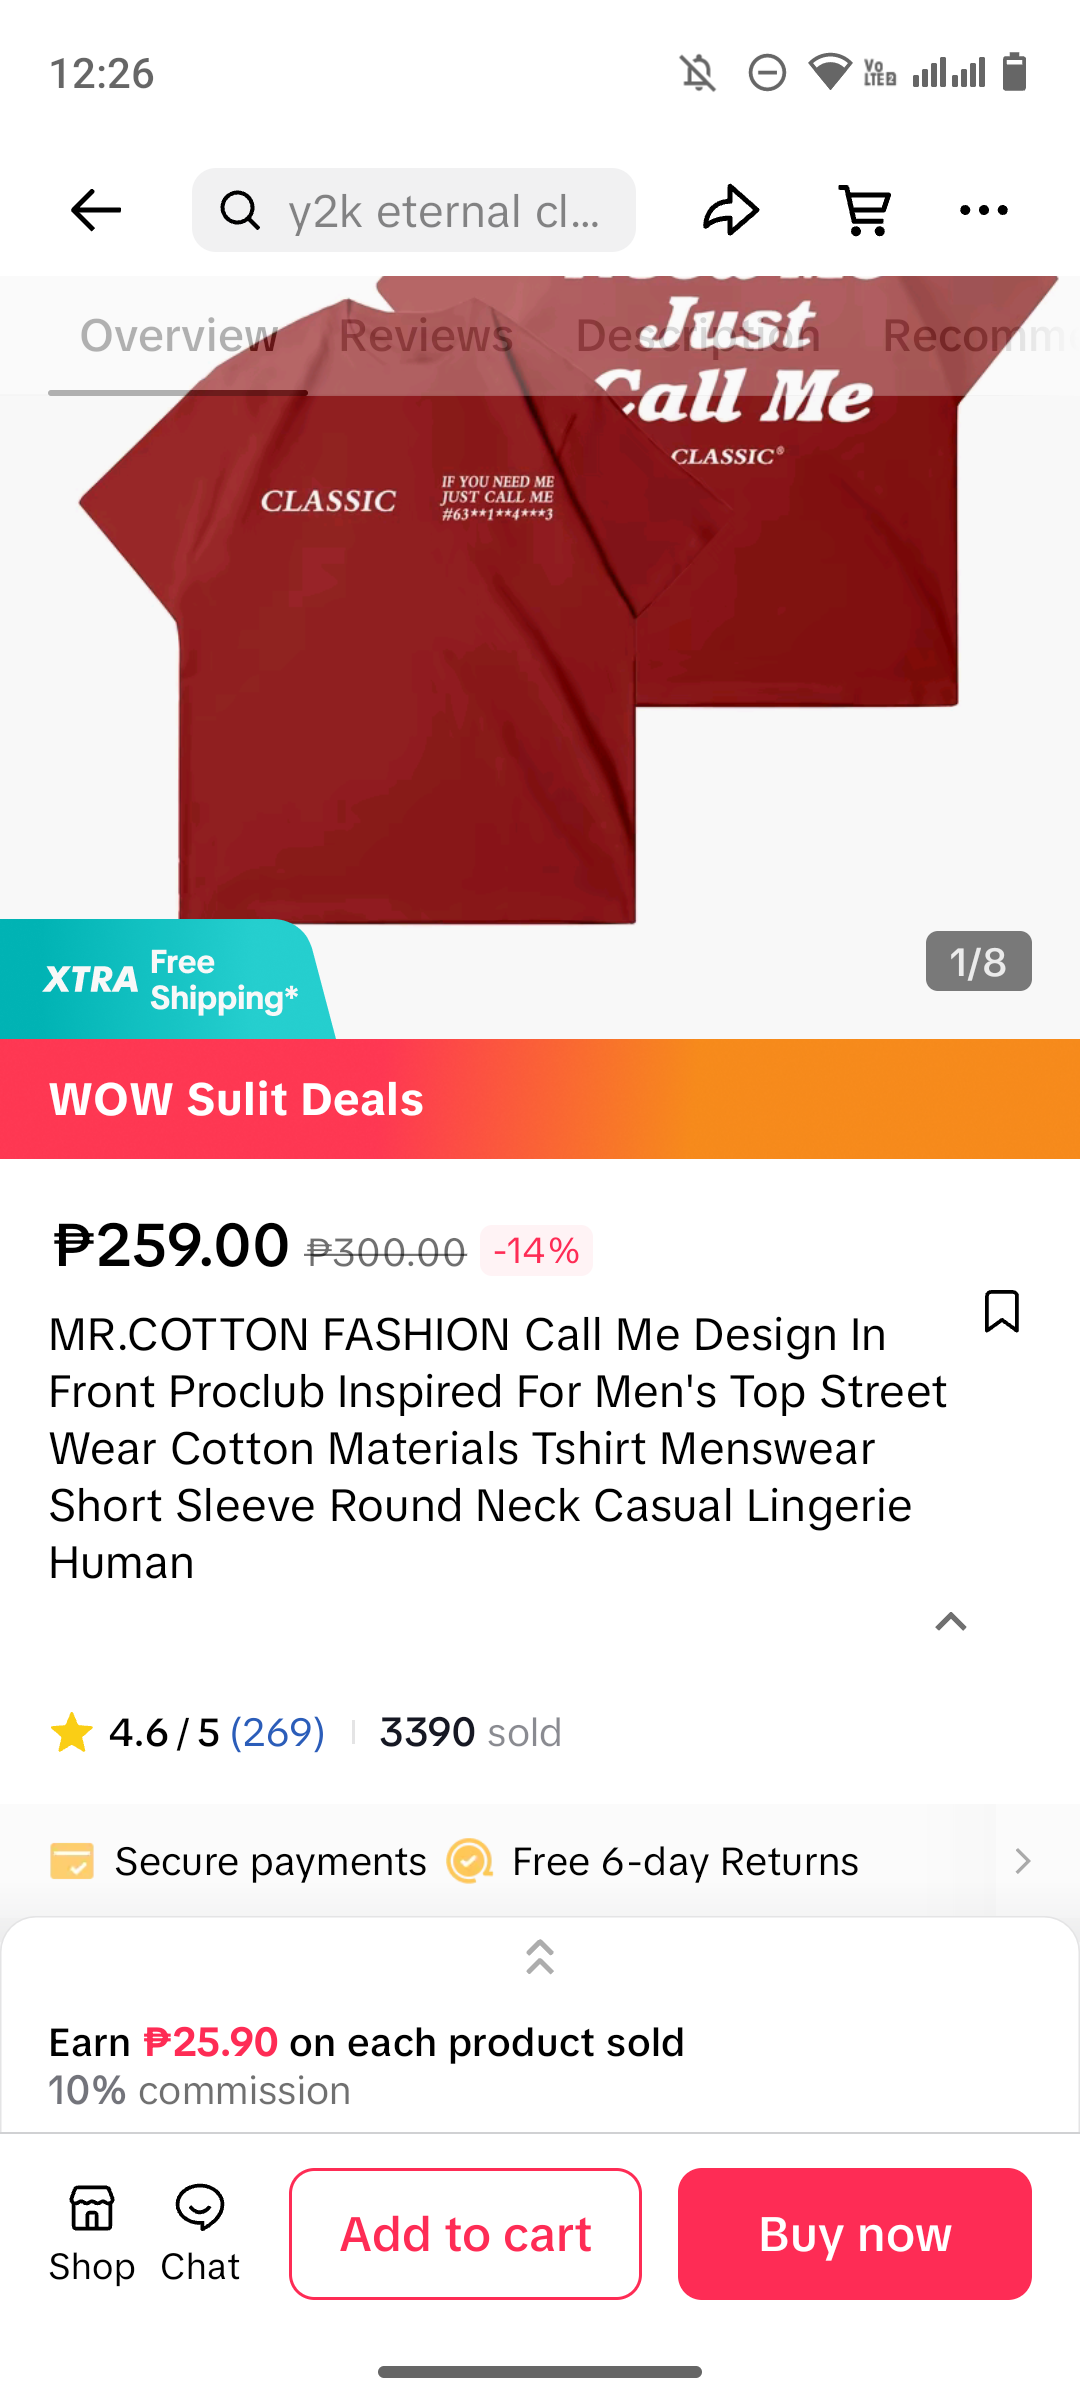 12:26
Vo
LTE2
y2k eternal cl...
Overview
Reviews
Description
Recomm
Just
Call Me
CLASSIC®
CLASSIC
IF YOU NEED ME
JUST CALL ME
#63**1**4***3
XTRA
Free
Shipping*
1/8
WOW Sulit Deals
₱259.00 ₱300.00 -14%
MR.COTTON FASHION Call Me Design In
Front Proclub Inspired For Men's Top Street
Wear Cotton Materials Tshirt Menswear
Short Sleeve Round Neck Casual Lingerie
Human
4.6 / 5 (269)
3390 sold
Secure payments
Free 6-day Returns
Earn ₱25.90 on each product sold
10% commission
Shop
Chat
Add to cart
Buy now